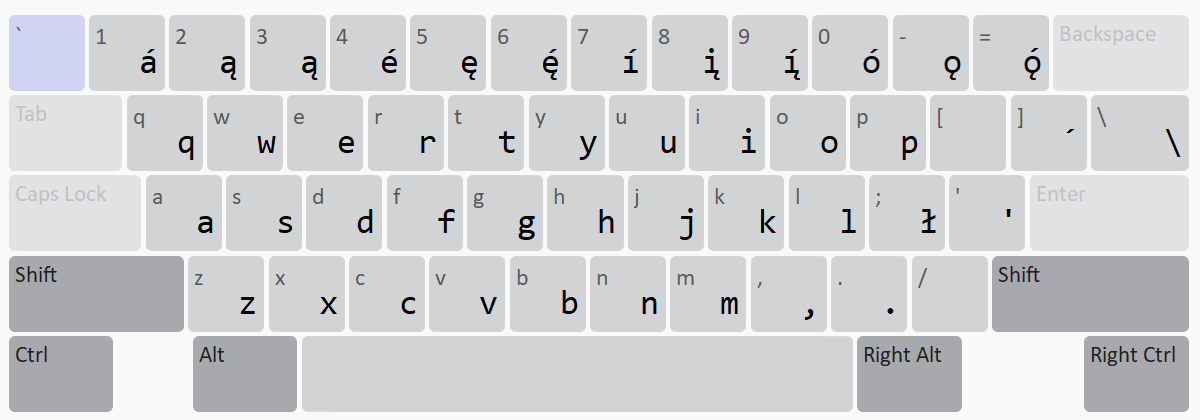 ` 1 2 3 4 5 6 7 8 9 0 - = Backspace
á ą ą é ę ę́ í į į́ ó ǫ ǫ́
Tab q w e r t y u i o p [ ] \
q w e r t y u i o p ´ \
Caps Lock a s d f g h j k l ; ' Enter
a s d f g h j k l ł '
Shift z x c v b n m , . / Shift
z x c v b n m , .
Ctrl Alt Right Alt Right Ctrl